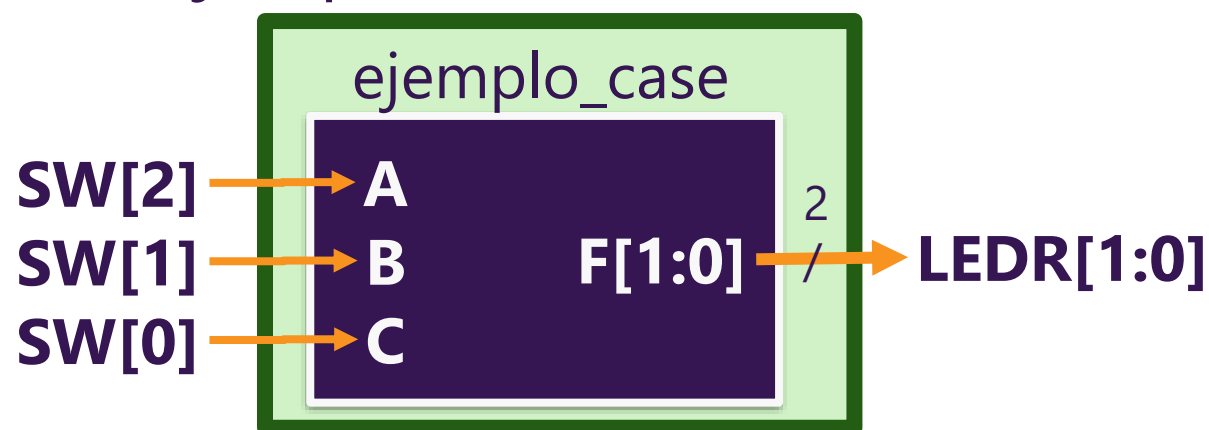 ejemplo_case
SW[2]
A
SW[1]
B
F[1:0]
2
/
LEDR[1:0]
SW[0]
C